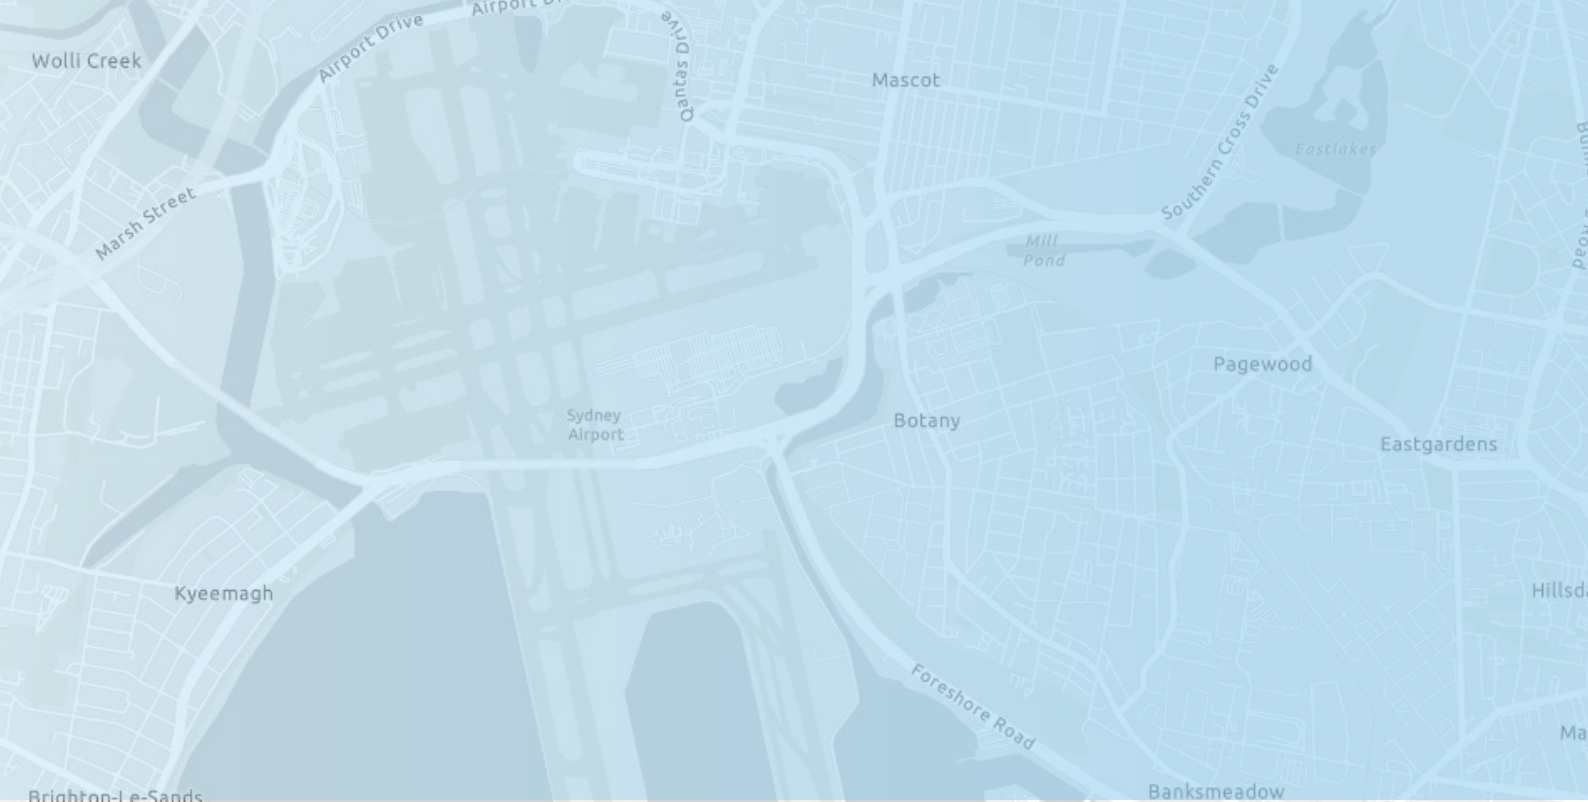 Airport Dr
Airport Drive
Qantas Drive
Wolli Creek
Mascot
Southern Cross Drive
Eastlakes
Marsh Street
Mill
Pond
Road
Pagewood
Sydney
Airport
Botany
Eastgardens
Kyeemagh
Hillsda
Foreshore Road
Ma
Banksmeadow
Brighton-Le-Sands